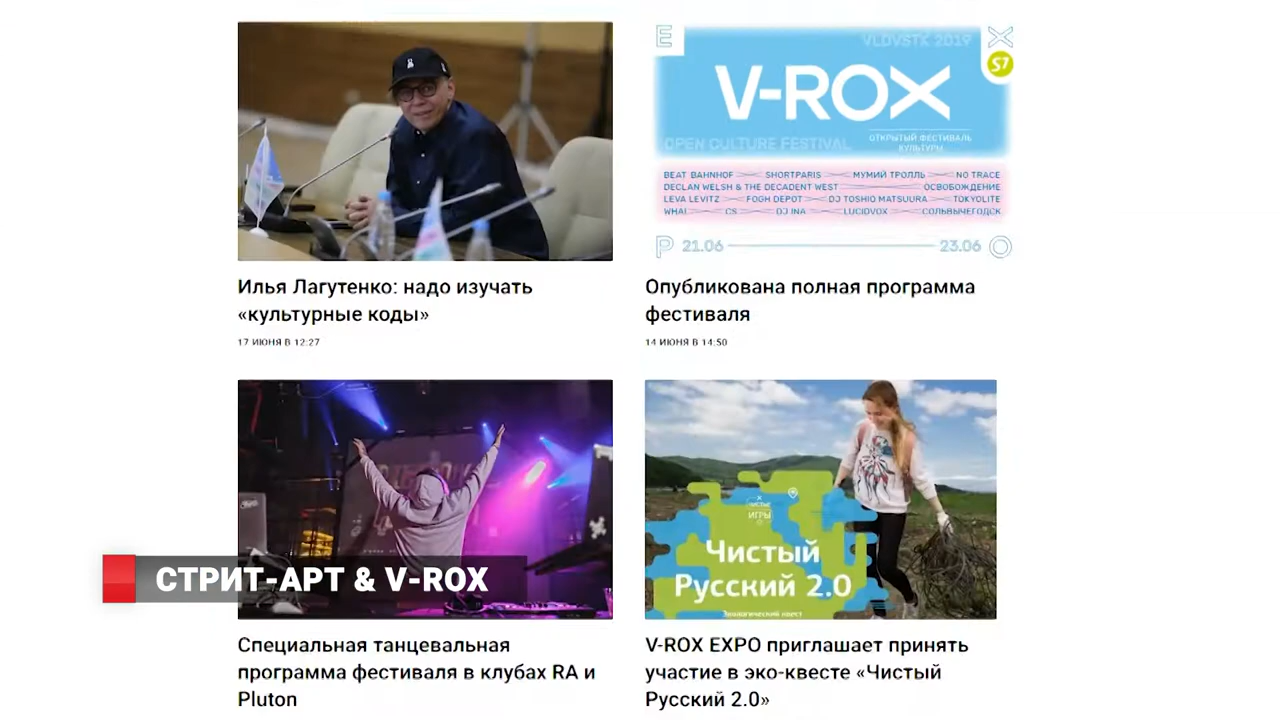 E
VLDVSTK 2019
X
S7
V-ROX
OPEN CULTURE FESTIVAL
ОТКРЫТЫЙ ФЕСТИВАЛЬ
КУЛЬТУРЫ
BEAT BAHNHOF SHORTPARIS МУМИЙ ТРОЛЛЬ NO TRACE
DECLAN WELSH & THE DECADENT WEST ОСВОБОЖДЕНИЕ
LEVA LEVITZ FOGH DEPOT DJ TOSHIO MATSUURA TOKYOLITE
WHAI CS DJ INA LUCIDVOX СОЛЬВЫЧЕГОДСК
P 21.06 23.06 O
Илья Лагутенко: надо изучать
«культурные коды»
17 ИЮНЯ В 12:27
Опубликована полная программа
фестиваля
14 ИЮНЯ В 14:50
ЧИСТЫЕ
ИГРЫ
Чистый
Русский 2.0
Экологический квест
СТРИТ-АРТ & V-ROX
Специальная танцевальная
программа фестиваля в клубах RA и
Pluton
V-ROX EXPO приглашает принять
участие в эко-квесте «Чистый
Русский 2.0»